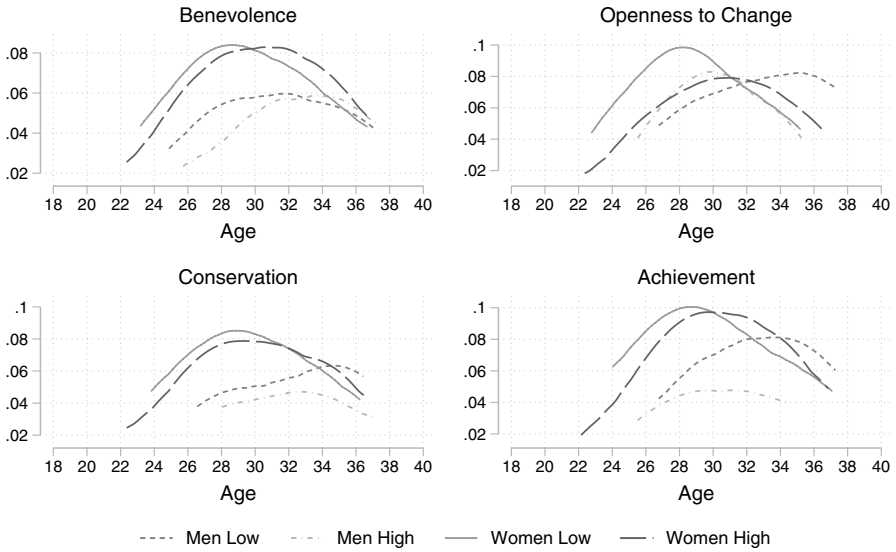 Benevolence
.08
.06
.04
.02
18 20 22 24 26 28 30 32 34 36 38 40
Age
Openness to Change
.1
.08
.06
.04
.02
18 20 22 24 26 28 30 32 34 36 38 40
Age
Conservation
.1
.08
.06
.04
.02
18 20 22 24 26 28 30 32 34 36 38 40
Age
Achievement
.1
.08
.06
.04
.02
18 20 22 24 26 28 30 32 34 36 38 40
Age
Men Low Men High Women Low Women High